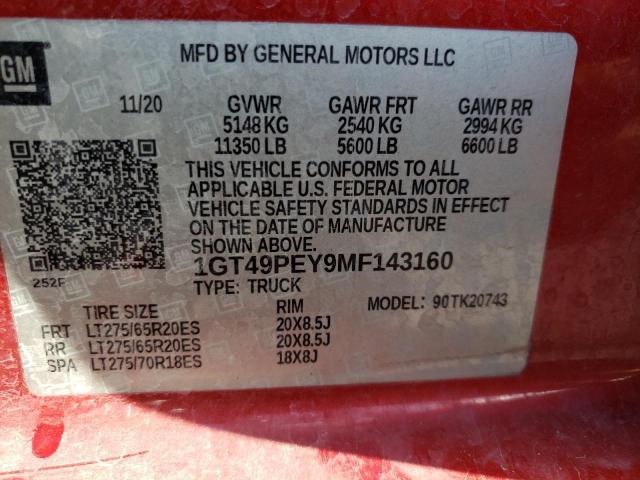 GM
MFD BY GENERAL MOTORS LLC
11/20 GVWR GAWR FRT GAWR RR
5148 KG 2540 KG 2994 KG
11350 LB 5600 LB 6600 LB
THIS VEHICLE CONFORMS TO ALL
APPLICABLE U.S. FEDERAL MOTOR
VEHICLE SAFETY STANDARDS IN EFFECT
ON THE DATE OF MANUFACTURE
SHOWN ABOVE.
1GT49PEY9MF143160
252F
TYPE: TRUCK
TIRE SIZE RIM MODEL: 90TK20743
FRT LT275/65R20ES 20X8.5J
RR LT275/65R20ES 20X8.5J
SPA LT275/70R18ES 18X8J